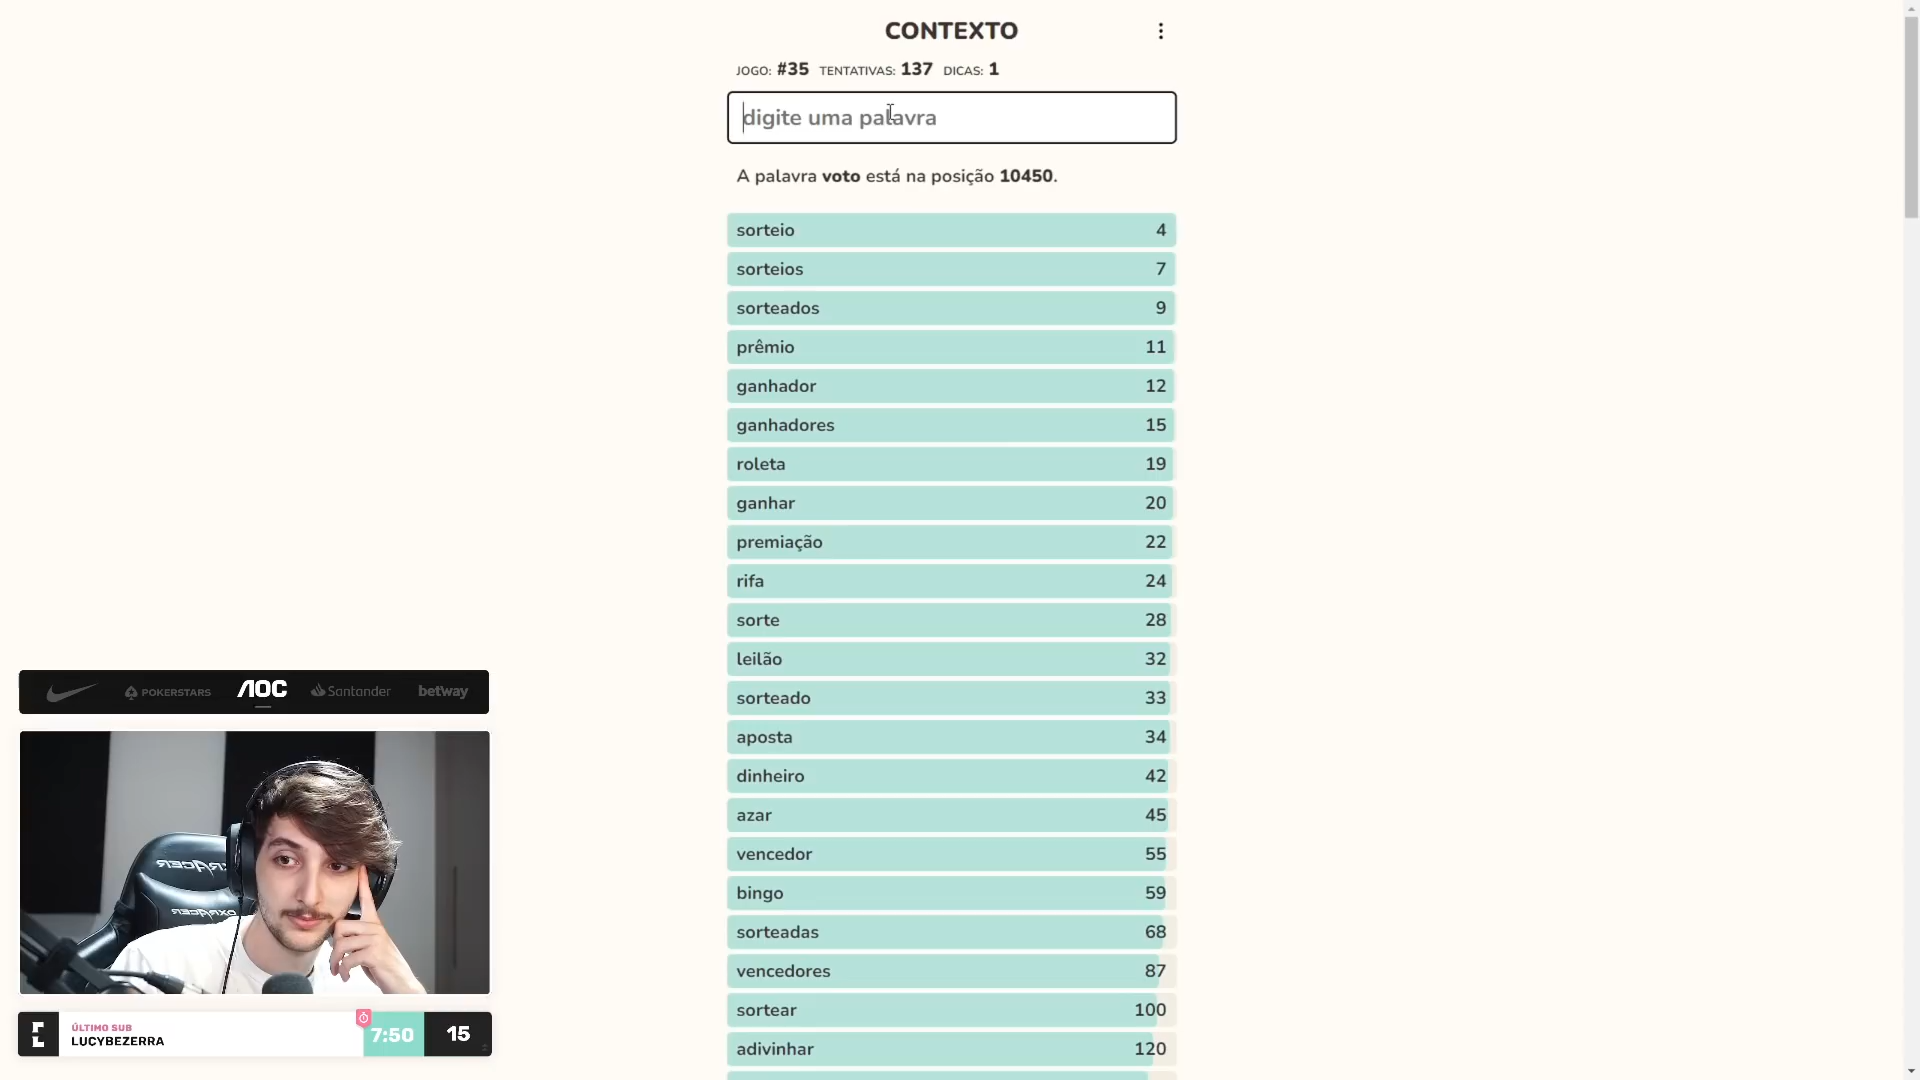 CONTEXTO
JOGO: #35 TENTATIVAS: 137 DICAS: 1
digite uma palavra
A palavra voto está na posição 10450.
sorteio 4
sorteios 7
sorteados 9
prêmio 11
ganhador 12
ganhadores 15
roleta 19
ganhar 20
premiação 22
rifa 24
sorte 28
leilão 32
sorteado 33
aposta 34
dinheiro 42
azar 45
vencedor 55
bingo 59
sorteadas 68
vencedores 87
sortear 100
adivinhar 120
POKERSTARS AOC Santander betway
ÚLTIMO SUB
LUCYBEZERRA
7:50 15